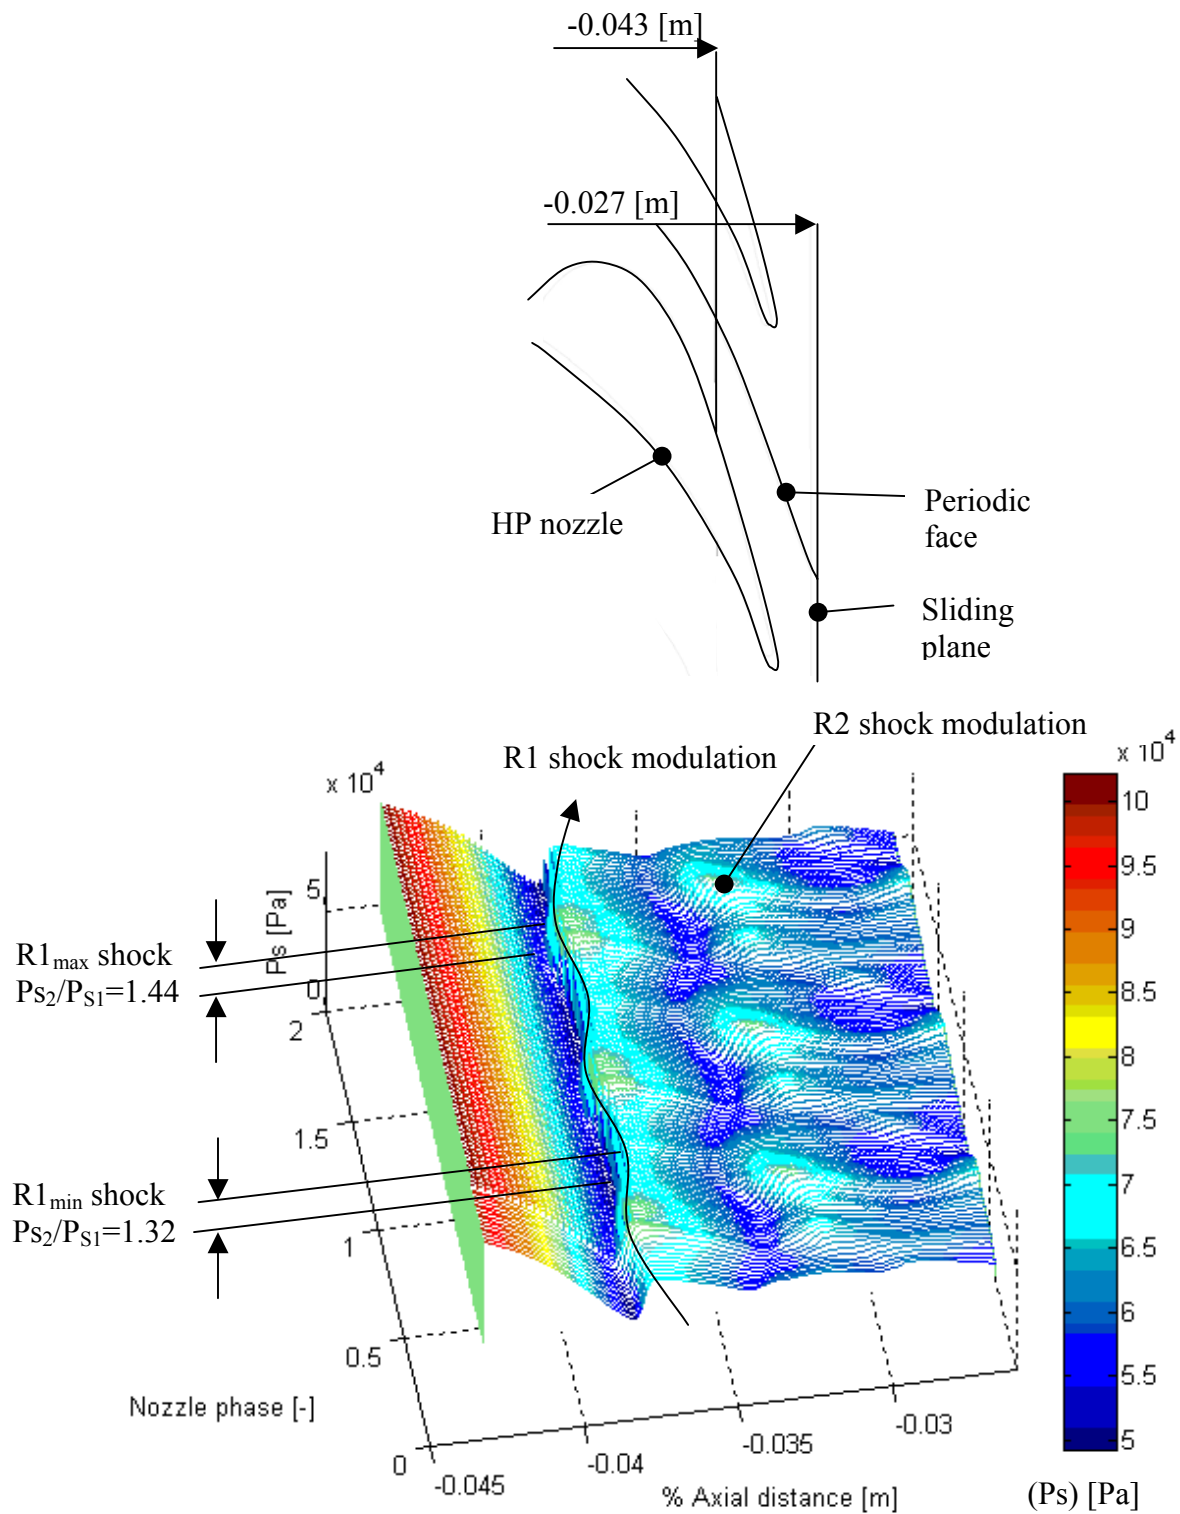 -0.043 [m]
-0.027 [m]
HP nozzle
Periodic
face
Sliding
plane
R2 shock modulation
R1 shock modulation
x 10^4
x 10^4
Ps [Pa]
5
0
R1max shock
Ps2/PS1=1.44
R1min shock
Ps2/PS1=1.32
2
1.5
1
0.5
0
Nozzle phase [-]
-0.045
-0.04
-0.035
-0.03
% Axial distance [m]
10
9.5
9
8.5
8
7.5
7
6.5
6
5.5
5
(Ps) [Pa]